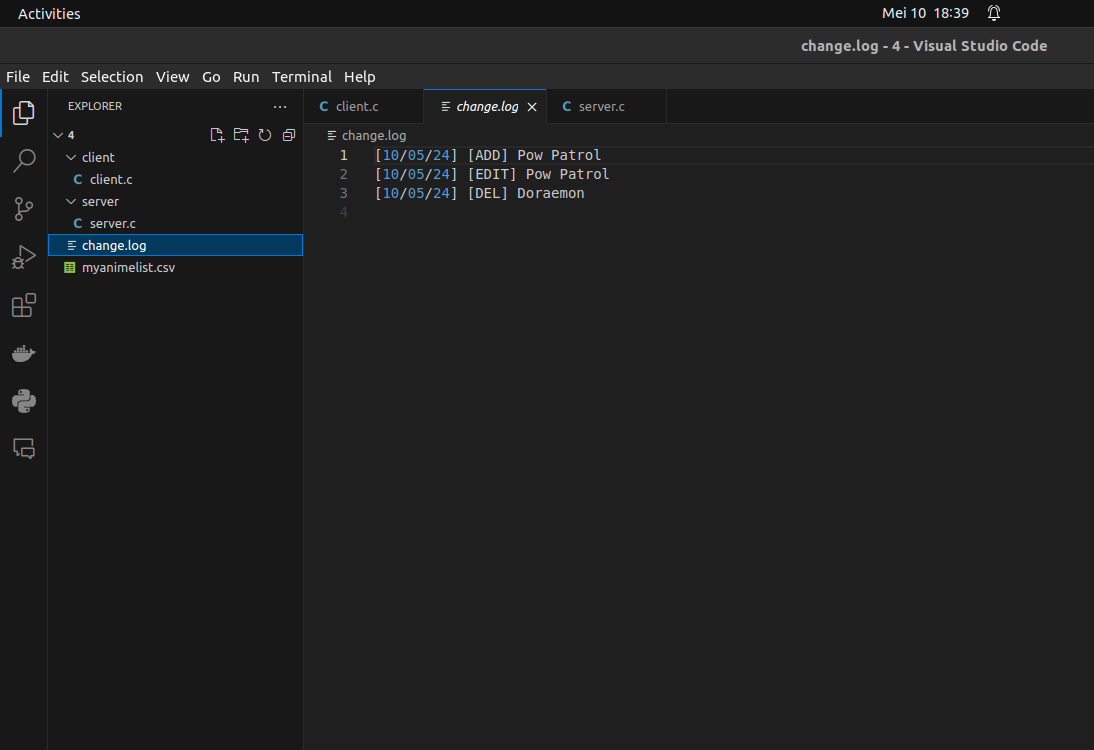 Activities
Mei 10 18:39
change.log - 4 - Visual Studio Code
File Edit Selection View Go Run Terminal Help
EXPLORER
4
client
C client.c
server
C server.c
change.log
myanimelist.csv
C client.c
change.log
C server.c
change.log
1 [10/05/24] [ADD] Pow Patrol
2 [10/05/24] [EDIT] Pow Patrol
3 [10/05/24] [DEL] Doraemon
4